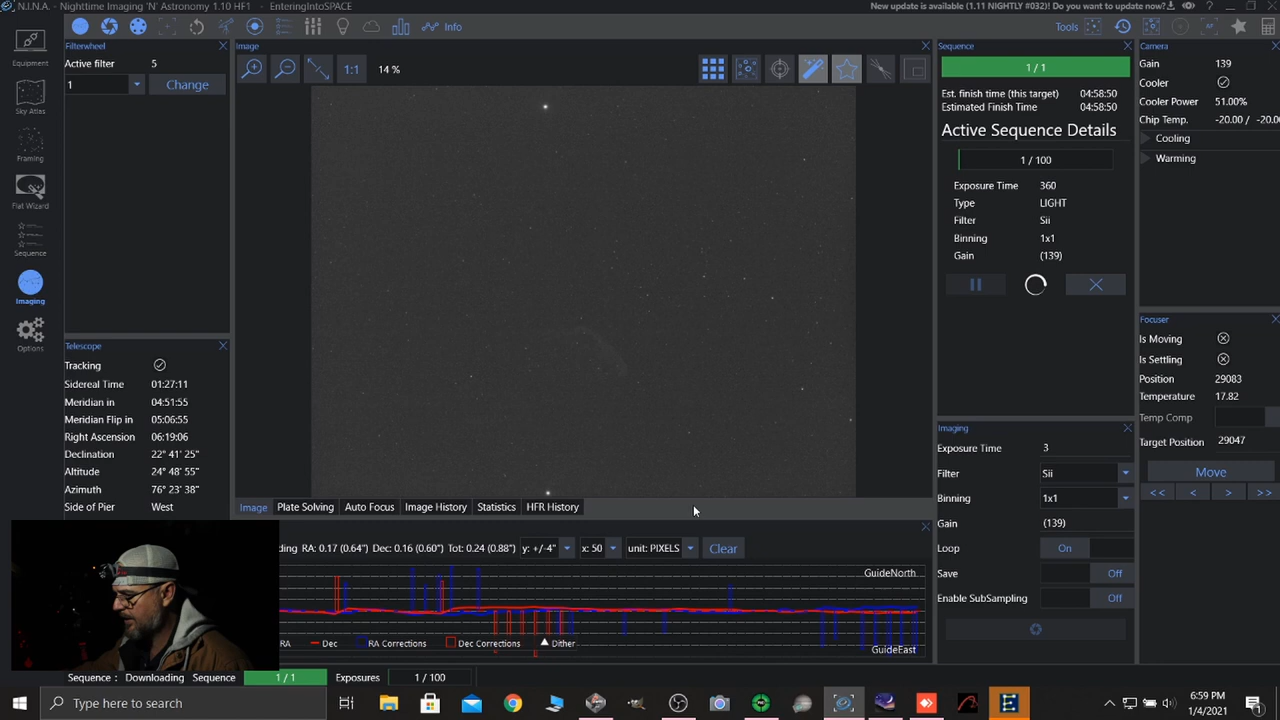 N.I.N.A. - Nighttime Imaging 'N' Astronomy 1.10 HF1 - EnteringIntoSPACE
New update is available (1.11 NIGHTLY #032)! Do you want to update now?
Info
Tools
Equipment
Sky Atlas
Framing
Flat Wizard
Sequence
Imaging
Options
Filterwheel
Active filter 5
1
Change
Telescope
Tracking
Sidereal Time 01:27:11
Meridian in 04:51:55
Meridian Flip in 05:06:55
Right Ascension 06:19:06
Declination 22° 41' 25"
Altitude 24° 48' 55"
Azimuth 76° 23' 38"
Side of Pier West
Image
1:1
14 %
Image
Plate Solving
Auto Focus
Image History
Statistics
HFR History
RA: 0.17 (0.64") Dec: 0.16 (0.60") Tot: 0.24 (0.88")
y: +/-4"
x: 50
unit: PIXELS
Clear
GuideNorth
GuideEast
RA
Dec
RA Corrections
Dec Corrections
Dither
Sequence
1 / 1
Est. finish time (this target) 04:58:50
Estimated Finish Time 04:58:50
Active Sequence Details
1 / 100
Exposure Time 360
Type LIGHT
Filter Sii
Binning 1x1
Gain (139)
Imaging
Exposure Time 3
Filter Sii
Binning 1x1
Gain (139)
Loop On
Save Off
Enable SubSampling Off
Camera
Gain 139
Cooler
Cooler Power 51.00%
Chip Temp. -20.00 / -20.00
Cooling
Warming
Focuser
Is Moving
Is Settling
Position 29083
Temperature 17.82
Temp Comp
Target Position 29047
Move
<< < > >>
Sequence : Downloading Sequence 1 / 1 Exposures 1 / 100
Type here to search
6:59 PM
1/4/2021